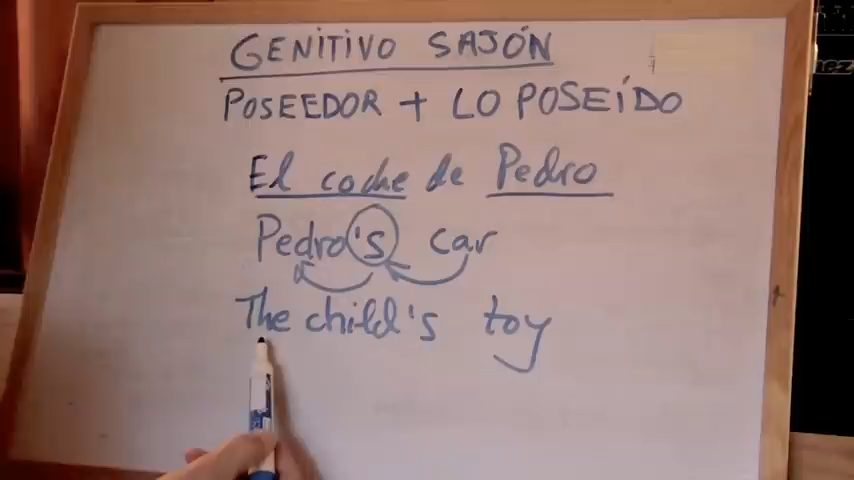 GENITIVO SAJÓN
POSEEDOR + LO POSEÍDO
El coche de Pedro
Pedro's car
The child's toy